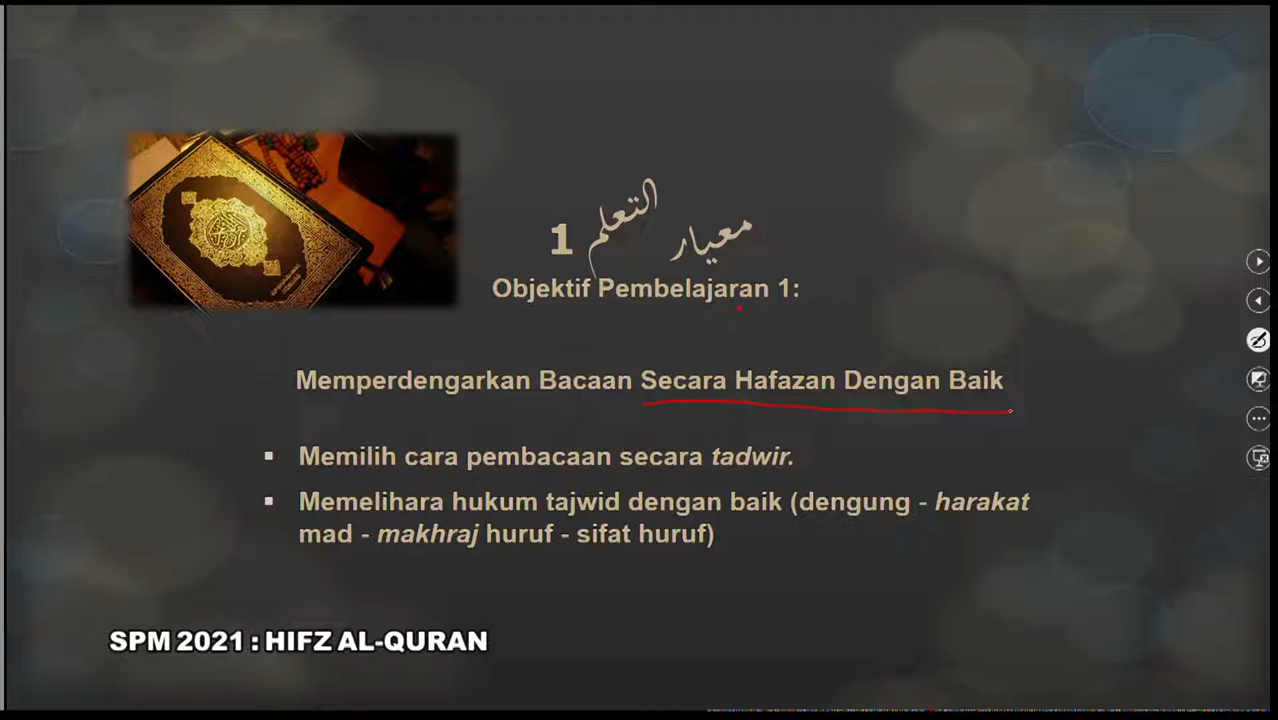 معيار التعلم 1
Objektif Pembelajaran 1:
Memperdengarkan Bacaan Secara Hafazan Dengan Baik
▪ Memilih cara pembacaan secara tadwir.
▪ Memelihara hukum tajwid dengan baik (dengung - harakat
mad - makhraj huruf - sifat huruf)
SPM 2021 : HIFZ AL-QURAN